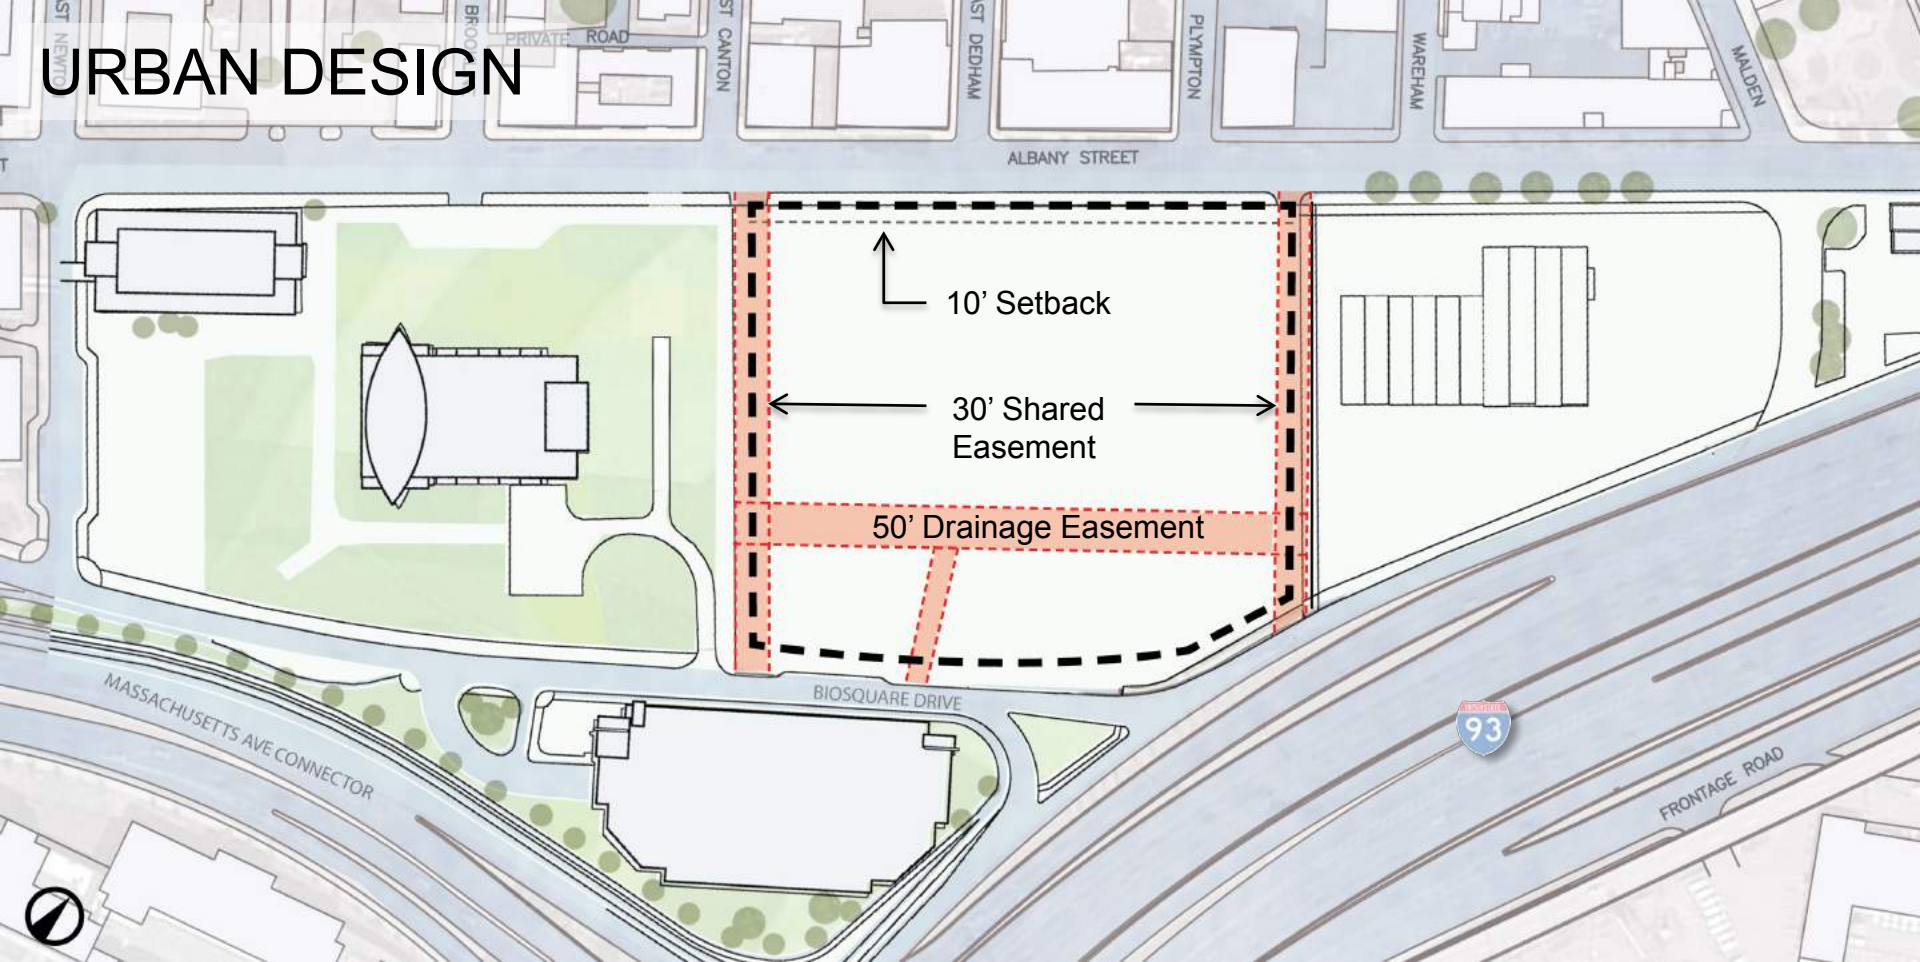 URBAN DESIGN
PRIVATE ROAD
CANTON
DEDHAM
PLYMPTON
WAREHAM
MALDEN
ALBANY STREET
10’ Setback
30’ Shared
Easement
50’ Drainage Easement
BIOSQUARE DRIVE
MASSACHUSETTS AVE CONNECTOR
93
FRONTAGE ROAD